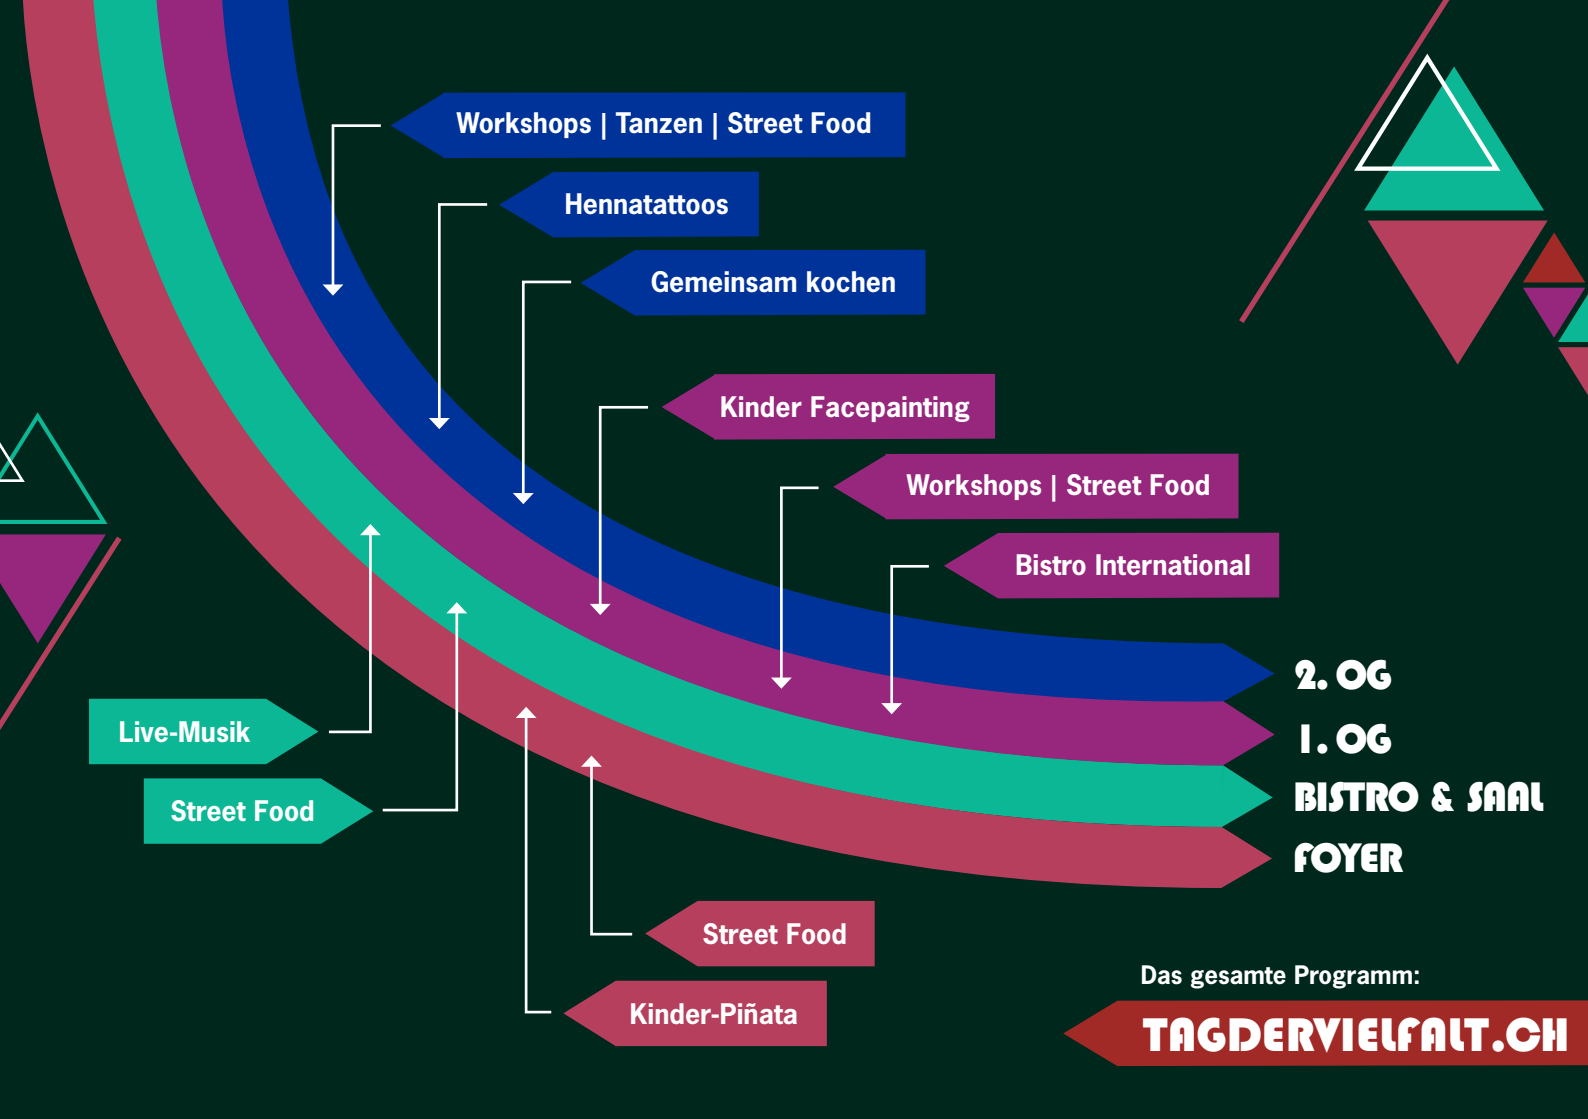 Workshops | Tanzen | Street Food
Hennatattoos
Gemeinsam kochen
Kinder Facepainting
Workshops | Street Food
Bistro International
2. OG
1. OG
BISTRO & SAAL
FOYER
Live-Musik
Street Food
Street Food
Kinder-Piñata
Das gesamte Programm:
TAGDERVIELFALT.CH